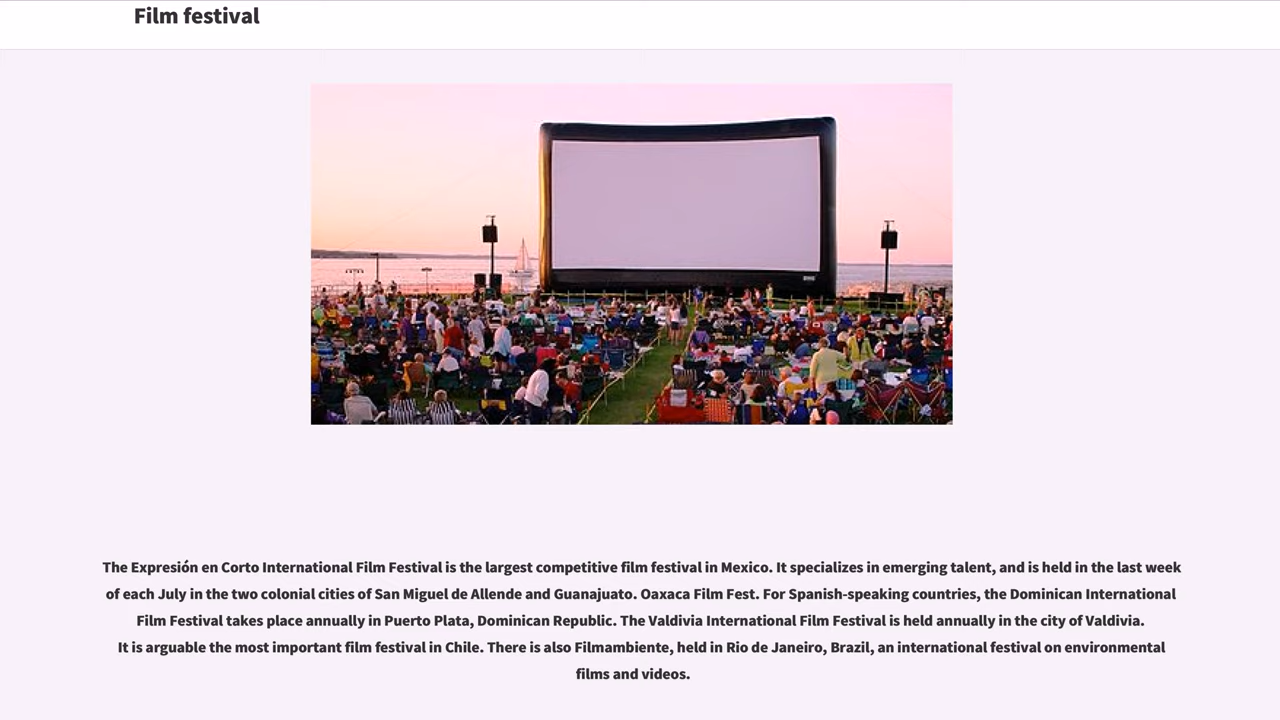 Film festival
The Expresión en Corto International Film Festival is the largest competitive film festival in Mexico. It specializes in emerging talent, and is held in the last week
of each July in the two colonial cities of San Miguel de Allende and Guanajuato. Oaxaca Film Fest. For Spanish-speaking countries, the Dominican International
Film Festival takes place annually in Puerto Plata, Dominican Republic. The Valdivia International Film Festival is held annually in the city of Valdivia.
It is arguable the most important film festival in Chile. There is also Filmambiente, held in Rio de Janeiro, Brazil, an international festival on environmental
films and videos.